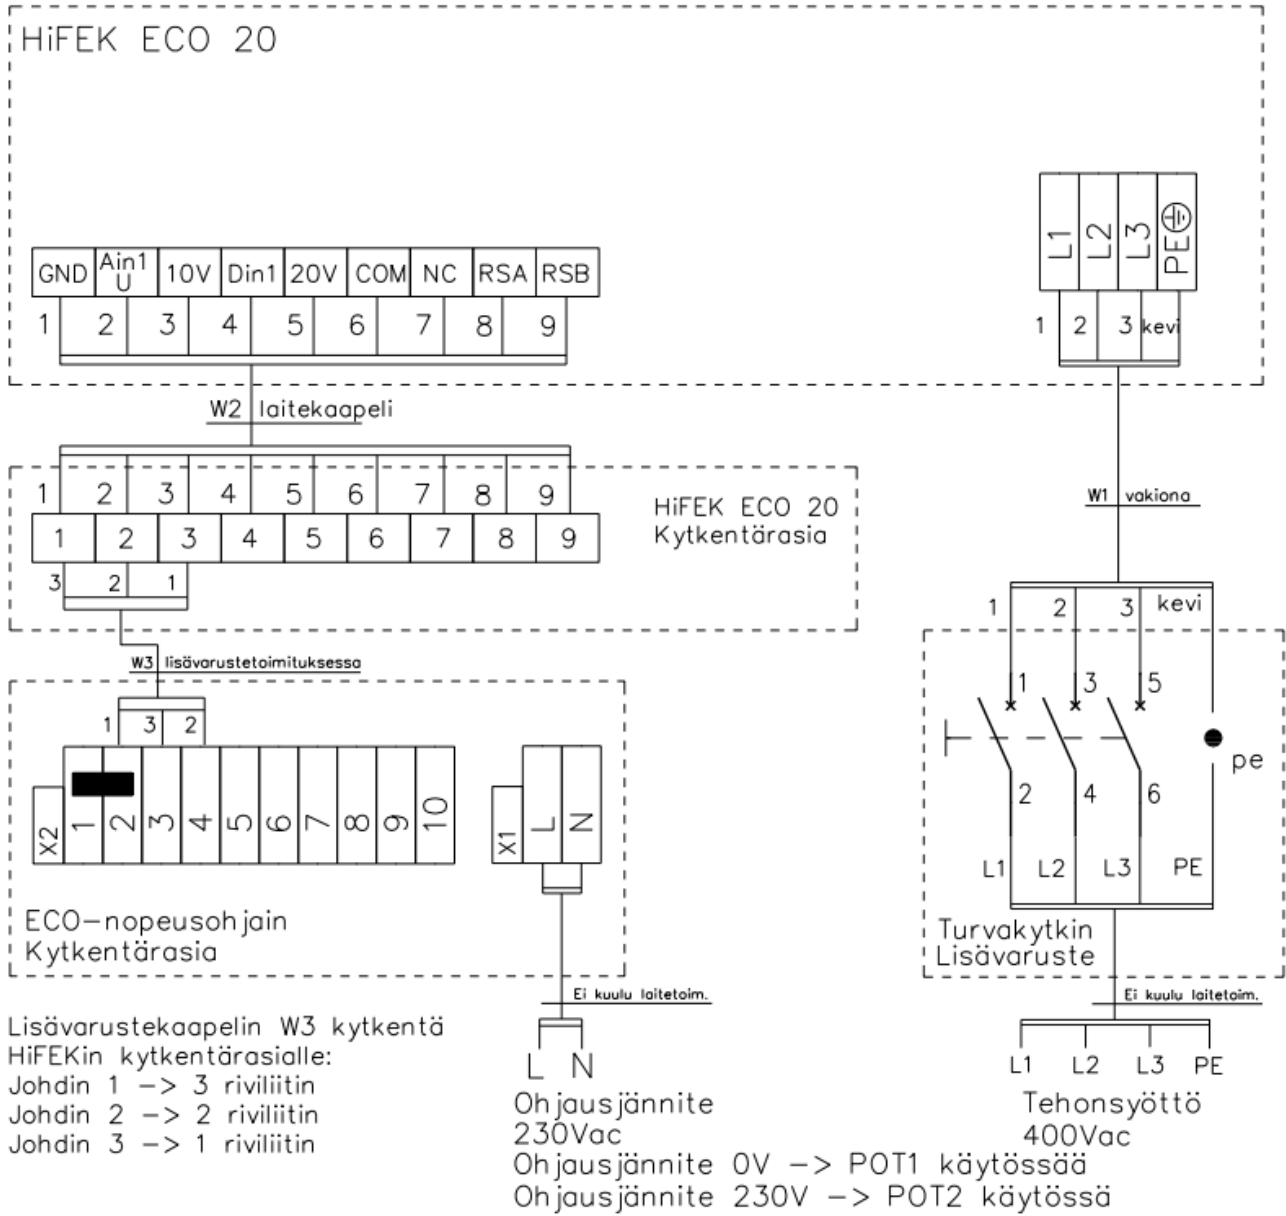 HiFEK ECO 20
L1 L2 L3 PE
GND Ain1 U 10V Din1 20V COM NC RSA RSB
1 2 3 4 5 6 7 8 9
1 2 3 kevi
W2 laitekaapeli
1 2 3 4 5 6 7 8 9
1 2 3 4 5 6 7 8 9
HiFEK ECO 20
Kytkentärasia
W1 vakiona
3 2 1
1 2 3 kevi
W3 lisävarustetoimituksessa
1 3 5
1 3 2
pe
2 4 6
X2 1 2 3 4 5 6 7 8 9 10
X1 L N
L1 L2 L3 PE
ECO-nopeusohjain
Kytkentärasia
Turvakytkin
Lisävaruste
Ei kuulu laitetoim.
Ei kuulu laitetoim.
Lisävarustekaapelin W3 kytkentä
HiFEKin kytkentärasialle:
Johdin 1 -> 3 riviliitin
Johdin 2 -> 2 riviliitin
Johdin 3 -> 1 riviliitin
L N
L1 L2 L3 PE
Ohjausjännite
230Vac
Tehonsyöttö
400Vac
Ohjausjännite 0V -> POT1 käytössää
Ohjausjännite 230V -> POT2 käytössä